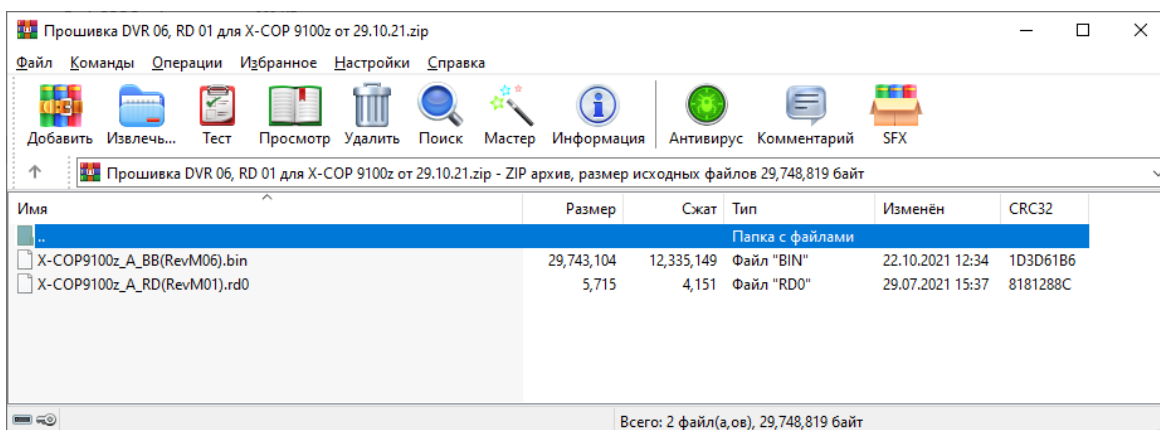 Прошивка DVR 06, RD 01 для X-COP 9100z от 29.10.21.zip
Файл Команды Операции Избранное Настройки Справка
Добавить Извлечь... Тест Просмотр Удалить Поиск Мастер Информация Антивирус Комментарий SFX
Прошивка DVR 06, RD 01 для X-COP 9100z от 29.10.21.zip - ZIP архив, размер исходных файлов 29,748,819 байт
Имя Размер Сжат Тип Изменён CRC32
.. Папка с файлами
X-COP9100z_A_BB(RevM06).bin 29,743,104 12,335,149 Файл "BIN" 22.10.2021 12:34 1D3D61B6
X-COP9100z_A_RD(RevM01).rd0 5,715 4,151 Файл "RD0" 29.07.2021 15:37 8181288C
Всего: 2 файл(а,ов), 29,748,819 байт